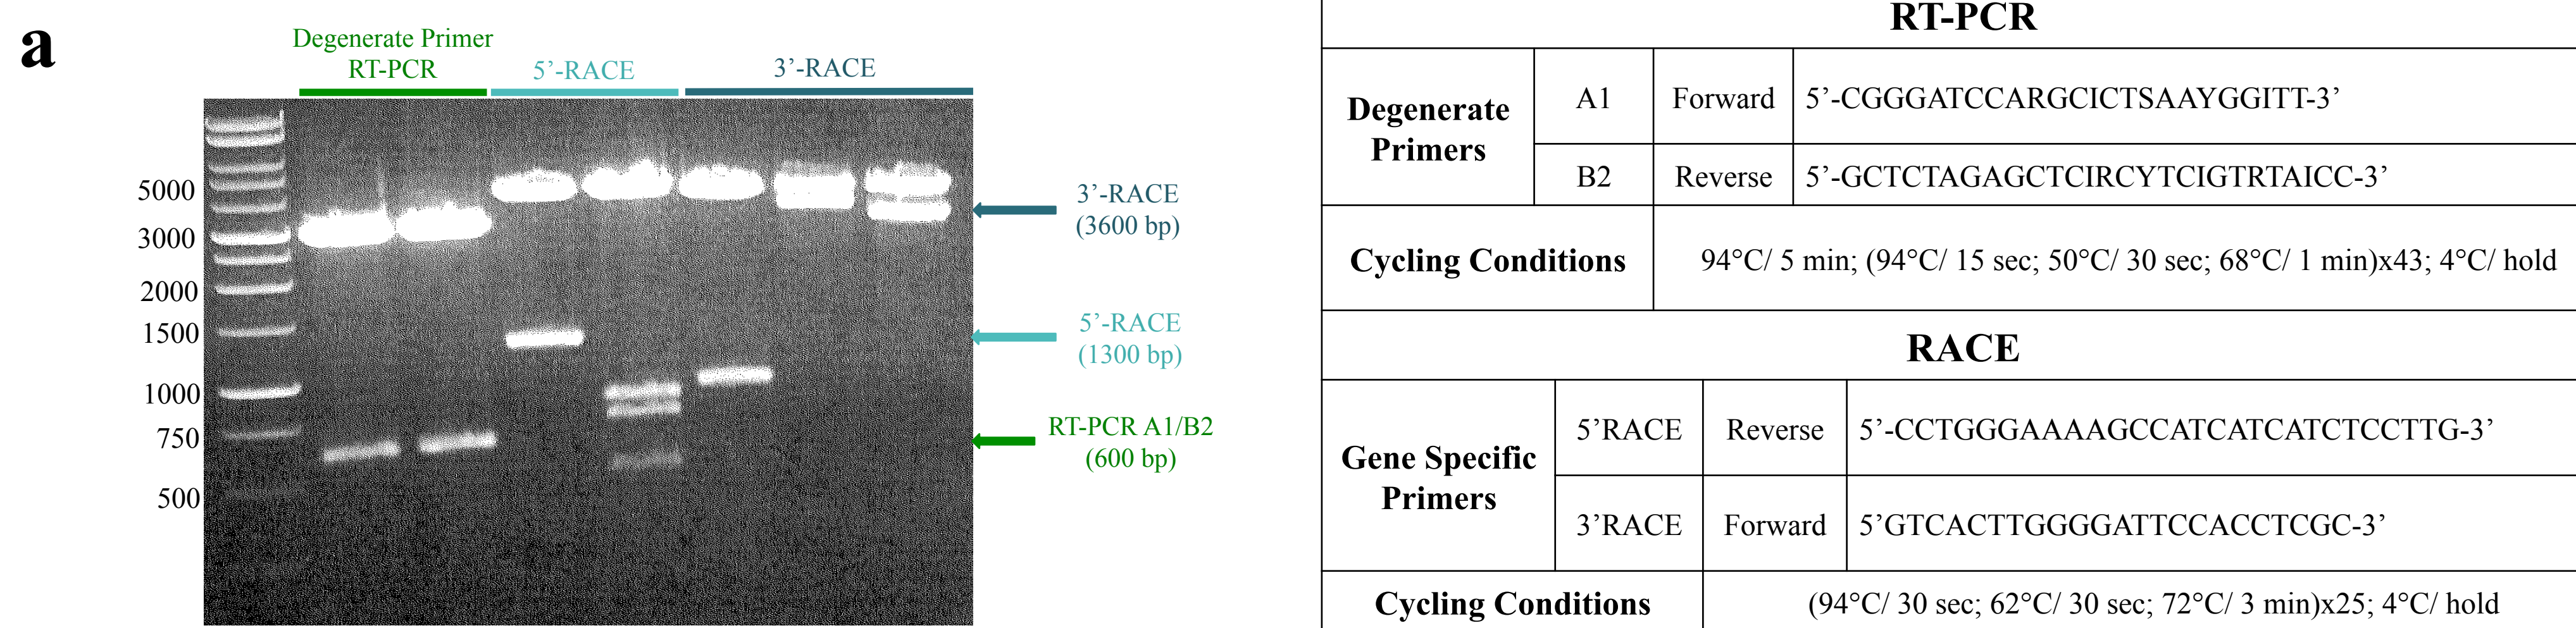 a
Degenerate Primer
RT-PCR
5’-RACE
3’-RACE
5000
3000
2000
1500
1000
750
500
3’-RACE
(3600 bp)
5’-RACE
(1300 bp)
RT-PCR A1/B2
(600 bp)
RT-PCR
Degenerate
Primers
A1
Forward
5’-CGGGATCCARGCICTSAAYGGITT-3’
B2
Reverse
5’-GCTCTAGAGCTCIRCYTCIGTRTAICC-3’
Cycling Conditions
94°C/ 5 min; (94°C/ 15 sec; 50°C/ 30 sec; 68°C/ 1 min)x43; 4°C/ hold
RACE
Gene Specific
Primers
5’RACE
Reverse
5’-CCTGGGAAAAGCCATCATCATCTCCTTG-3’
3’RACE
Forward
5’GTCACTTGGGGATTCCACCTCGC-3’
Cycling Conditions
(94°C/ 30 sec; 62°C/ 30 sec; 72°C/ 3 min)x25; 4°C/ hold